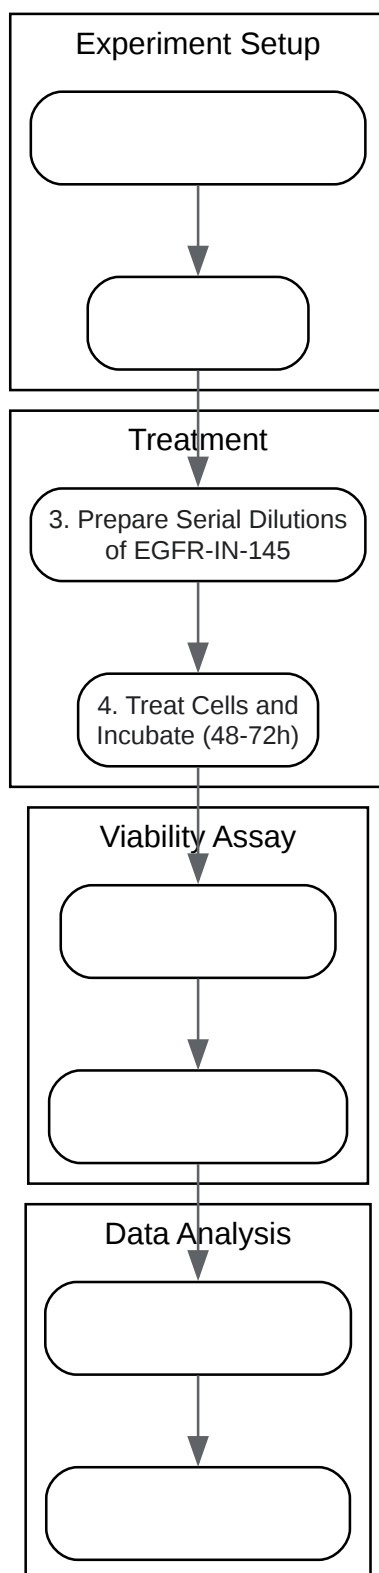 Experiment Setup
Treatment
3. Prepare Serial Dilutions
of EGFR-IN-145
4. Treat Cells and
Incubate (48-72h)
Viability Assay
Data Analysis